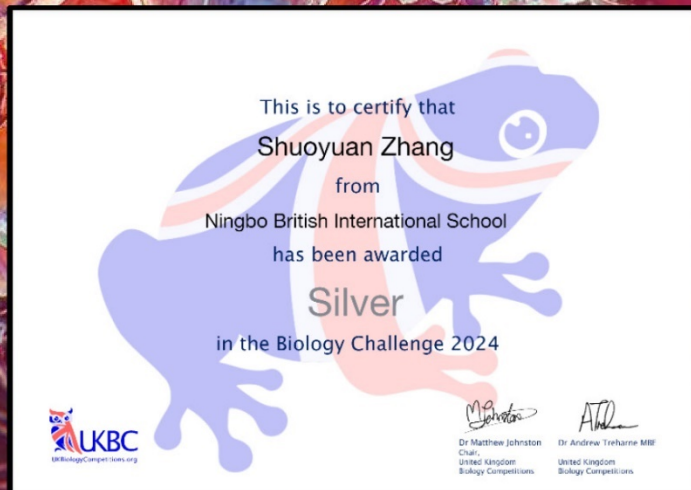 This is to certify that
Shuoyuan Zhang
from
Ningbo British International School
has been awarded
Silver
in the Biology Challenge 2024
UKBC
UKBiologyCompetitions.org
Dr Matthew Johnston
Chair,
United Kingdom
Biology Competitions
Dr Andrew Treharne MBE
United Kingdom
Biology Competitions